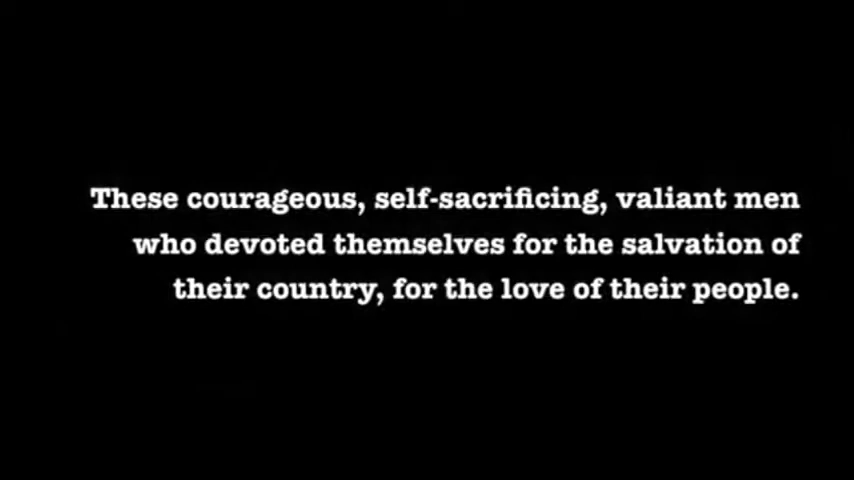 These courageous, self-sacrificing, valiant men
who devoted themselves for the salvation of
their country, for the love of their people.